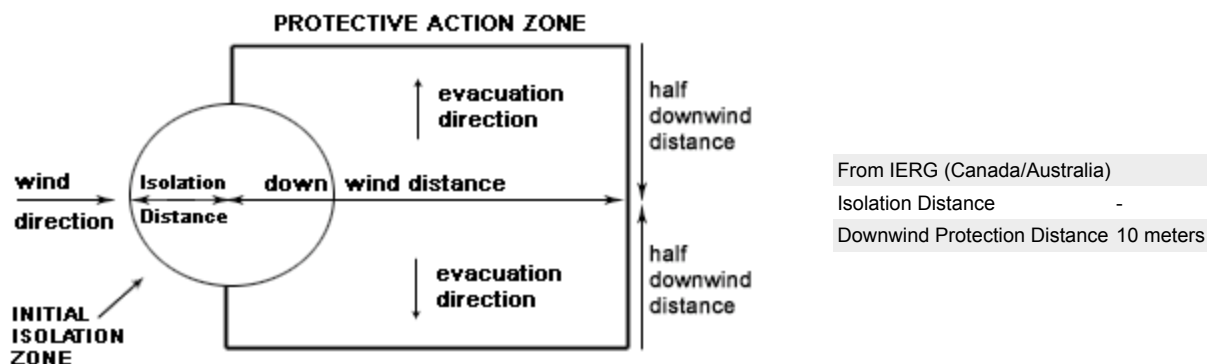 PROTECTIVE ACTION ZONE
evacuation
direction
half
downwind
distance
wind
direction
Isolation
Distance
down wind distance
evacuation
direction
half
downwind
distance
INITIAL
ISOLATION
ZONE
From IERG (Canada/Australia)
Isolation Distance -
Downwind Protection Distance 10 meters